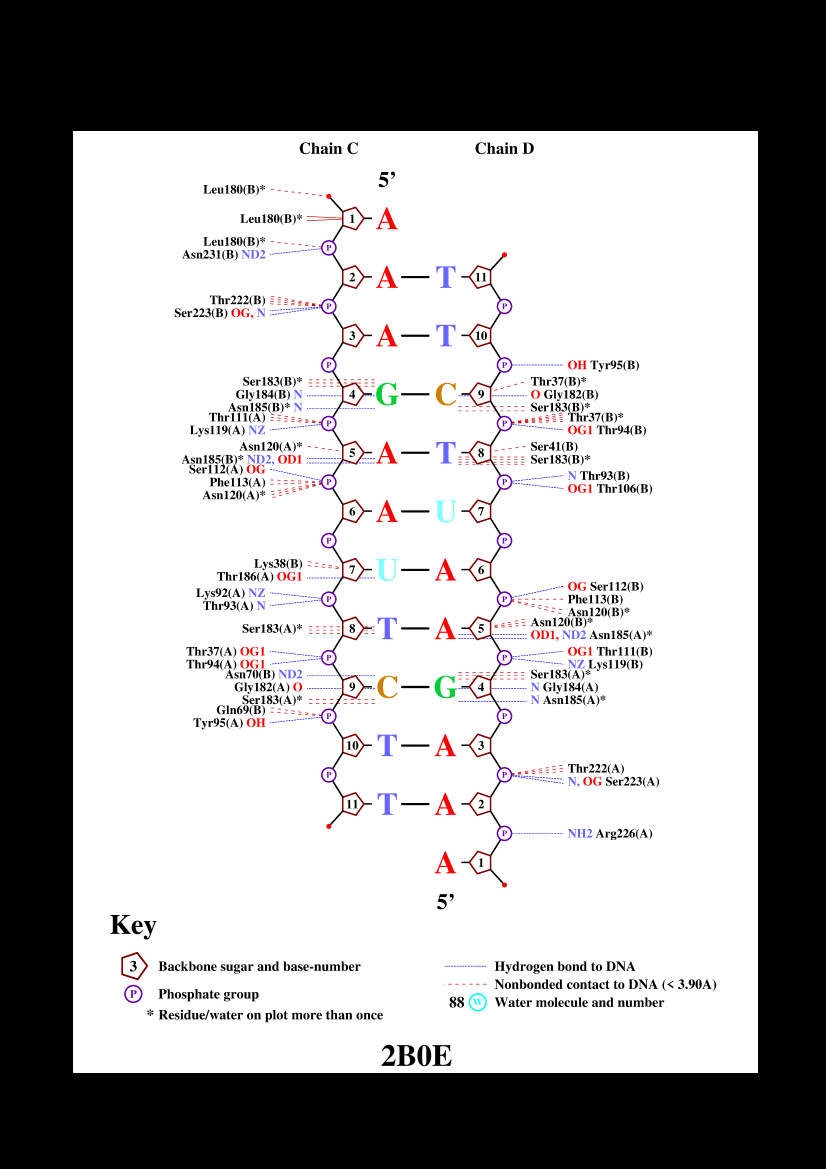 Chain C Chain D
5’
Leu180(B)*
Leu180(B)* 1 A
Leu180(B)*
Asn231(B) ND2 P
2 A T 11
Thr222(B)
Ser223(B) OG, N P P
3 A T 10
P P OH Tyr95(B)
Ser183(B)* Thr37(B)*
Gly184(B) N 4 G C 9 O Gly182(B)
Asn185(B)* N Ser183(B)*
Thr111(A) P P Thr37(B)*
Lys119(A) NZ OG1 Thr94(B)
Asn120(A)* Ser41(B)
5 A T 8
Asn185(B)* ND2, OD1 Ser183(B)*
Ser112(A) OG N Thr93(B)
Phe113(A) P P OG1 Thr106(B)
Asn120(A)*
6 A U 7
P P
Lys38(B)
7 U A 6
Thr186(A) OG1
Lys92(A) NZ OG Ser112(B)
P P Phe113(B)
Thr93(A) N Asn120(B)*
Asn120(B)*
Ser183(A)* 8 T A 5
OD1, ND2 Asn185(A)*
Thr37(A) OG1 OG1 Thr111(B)
P P
Thr94(A) OG1 NZ Lys119(B)
Asn70(B) ND2 Ser183(A)*
Gly182(A) O 9 C G 4 N Gly184(A)
Ser183(A)* N Asn185(A)*
Gln69(B) P P
Tyr95(A) OH
10 T A 3
Thr222(A)
P P N, OG Ser223(A)
11 T A 2
P NH2 Arg226(A)
A 1
5’
Key
3 Backbone sugar and base-number Hydrogen bond to DNA
Nonbonded contact to DNA (< 3.90A)
P Phosphate group 88 W Water molecule and number
* Residue/water on plot more than once
2B0E